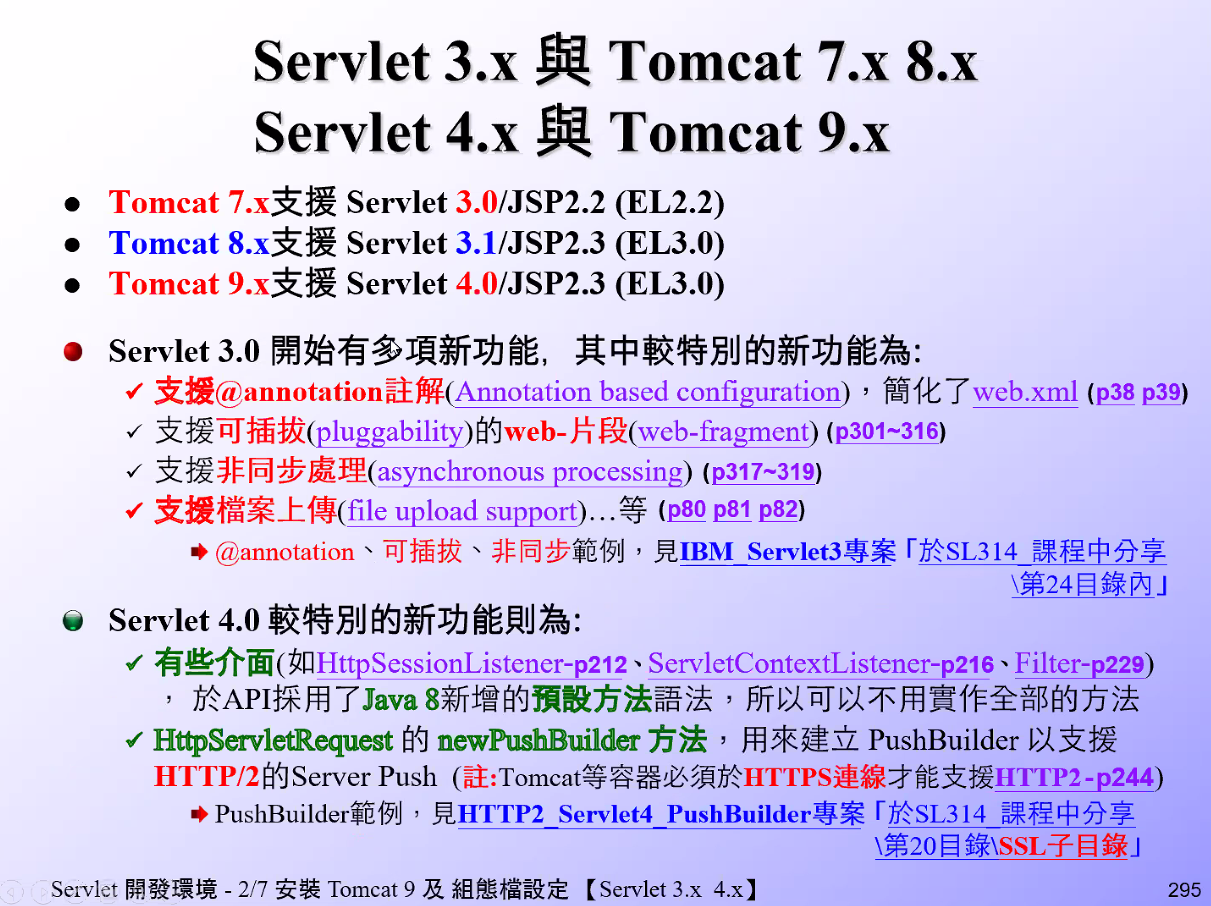 Servlet 3.x 與 Tomcat 7.x 8.x
Servlet 4.x 與 Tomcat 9.x
● Tomcat 7.x支援 Servlet 3.0/JSP2.2 (EL2.2)
● Tomcat 8.x支援 Servlet 3.1/JSP2.3 (EL3.0)
● Tomcat 9.x支援 Servlet 4.0/JSP2.3 (EL3.0)
Servlet 3.0 開始有多項新功能, 其中較特別的新功能為:
✓ 支援@annotation註解(Annotation based configuration),簡化了web.xml (p38 p39)
✓ 支援可插拔(pluggability)的web-片段(web-fragment) (p301~316)
✓ 支援非同步處理(asynchronous processing) (p317~319)
✓ 支援檔案上傳(file upload support)…等 (p80 p81 p82)
@annotation、可插拔、非同步範例,見IBM_Servlet3專案「於SL314_課程中分享
\第24目錄內」
Servlet 4.0 較特別的新功能則為:
✓ 有些介面(如HttpSessionListener-p212、ServletContextListener-p216、Filter-p229)
, 於API採用了Java 8新增的預設方法語法,所以可以不用實作全部的方法
✓ HttpServletRequest 的 newPushBuilder 方法,用來建立 PushBuilder 以支援
HTTP/2的Server Push (註:Tomcat等容器必須於HTTPS連線才能支援HTTP2-p244)
PushBuilder範例,見HTTP2_Servlet4_PushBuilder專案「於SL314_課程中分享
\第20目錄\SSL子目錄」
Servlet 開發環境 - 2/7 安裝 Tomcat 9 及 組態檔設定 【Servlet 3.x 4.x】
295